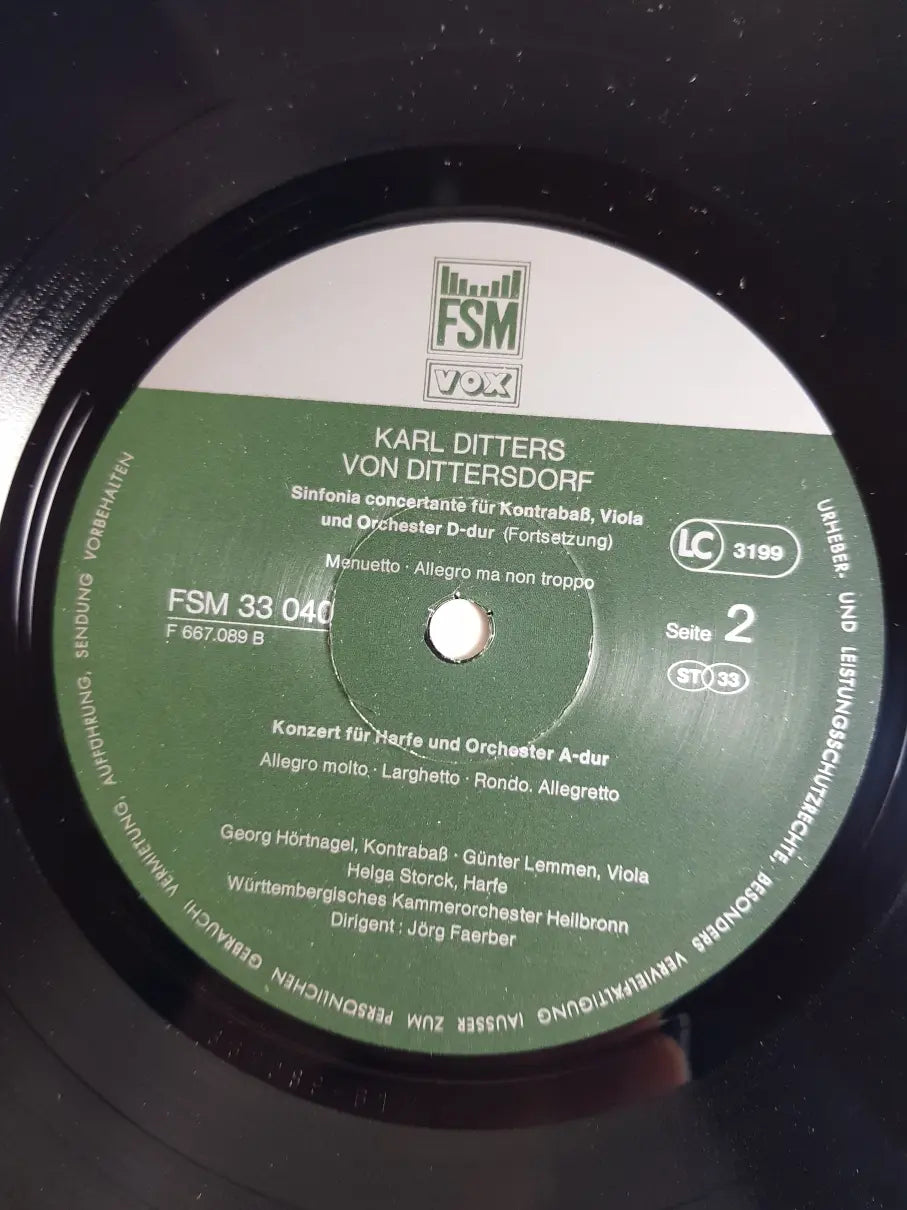 FSM
VOX
KARL DITTERS
VON DITTERSDORF
Sinfonia concertante für Kontrabaß, Viola
und Orchester D-dur (Fortsetzung)
Menuetto · Allegro ma non troppo
LC 3199
FSM 33 040
F 667.089 B
Seite 2
ST 33
Konzert für Harfe und Orchester A-dur
Allegro molto · Larghetto · Rondo. Allegretto
Georg Hörtnagel, Kontrabaß · Günter Lemmen, Viola
Helga Storck, Harfe
Württembergisches Kammerorchester Heilbronn
Dirigent : Jörg Faerber
URHEBER- UND LEISTUNGSSCHUTZRECHTE, BESONDERS VERVIELFÄLTIGUNG (AUSSER ZUM PERSÖNLICHEN GEBRAUCH) VERMIETUNG, AUFFÜHRUNG, SENDUNG VORBEHALTEN